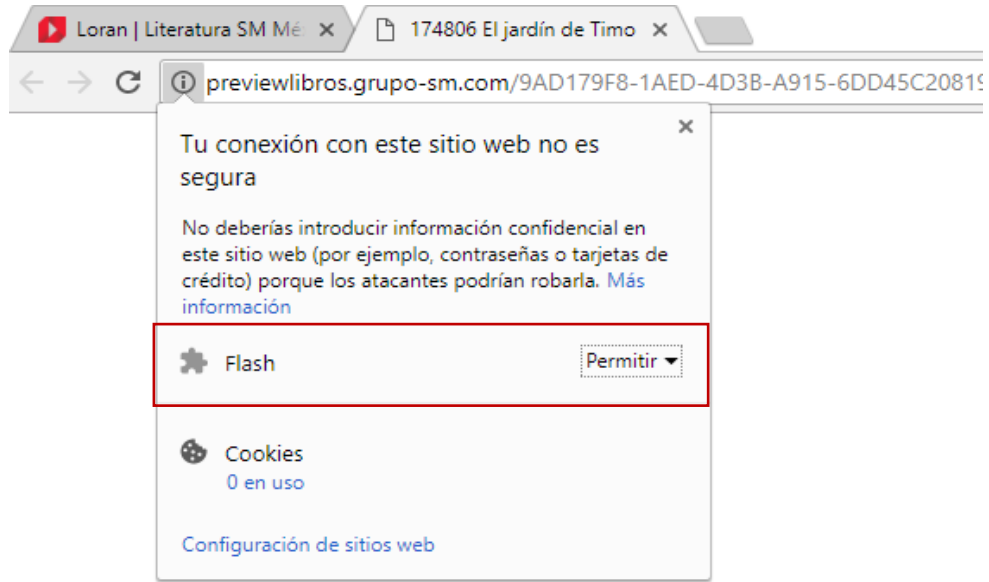 Loran | Literatura SM Mé
174806 El jardín de Timo
previewlibros.grupo-sm.com/9AD179F8-1AED-4D3B-A915-6DD45C20819
Tu conexión con este sitio web no es
segura
No deberías introducir información confidencial en
este sitio web (por ejemplo, contraseñas o tarjetas de
crédito) porque los atacantes podrían robarla. Más
información
Flash
Permitir
Cookies
0 en uso
Configuración de sitios web